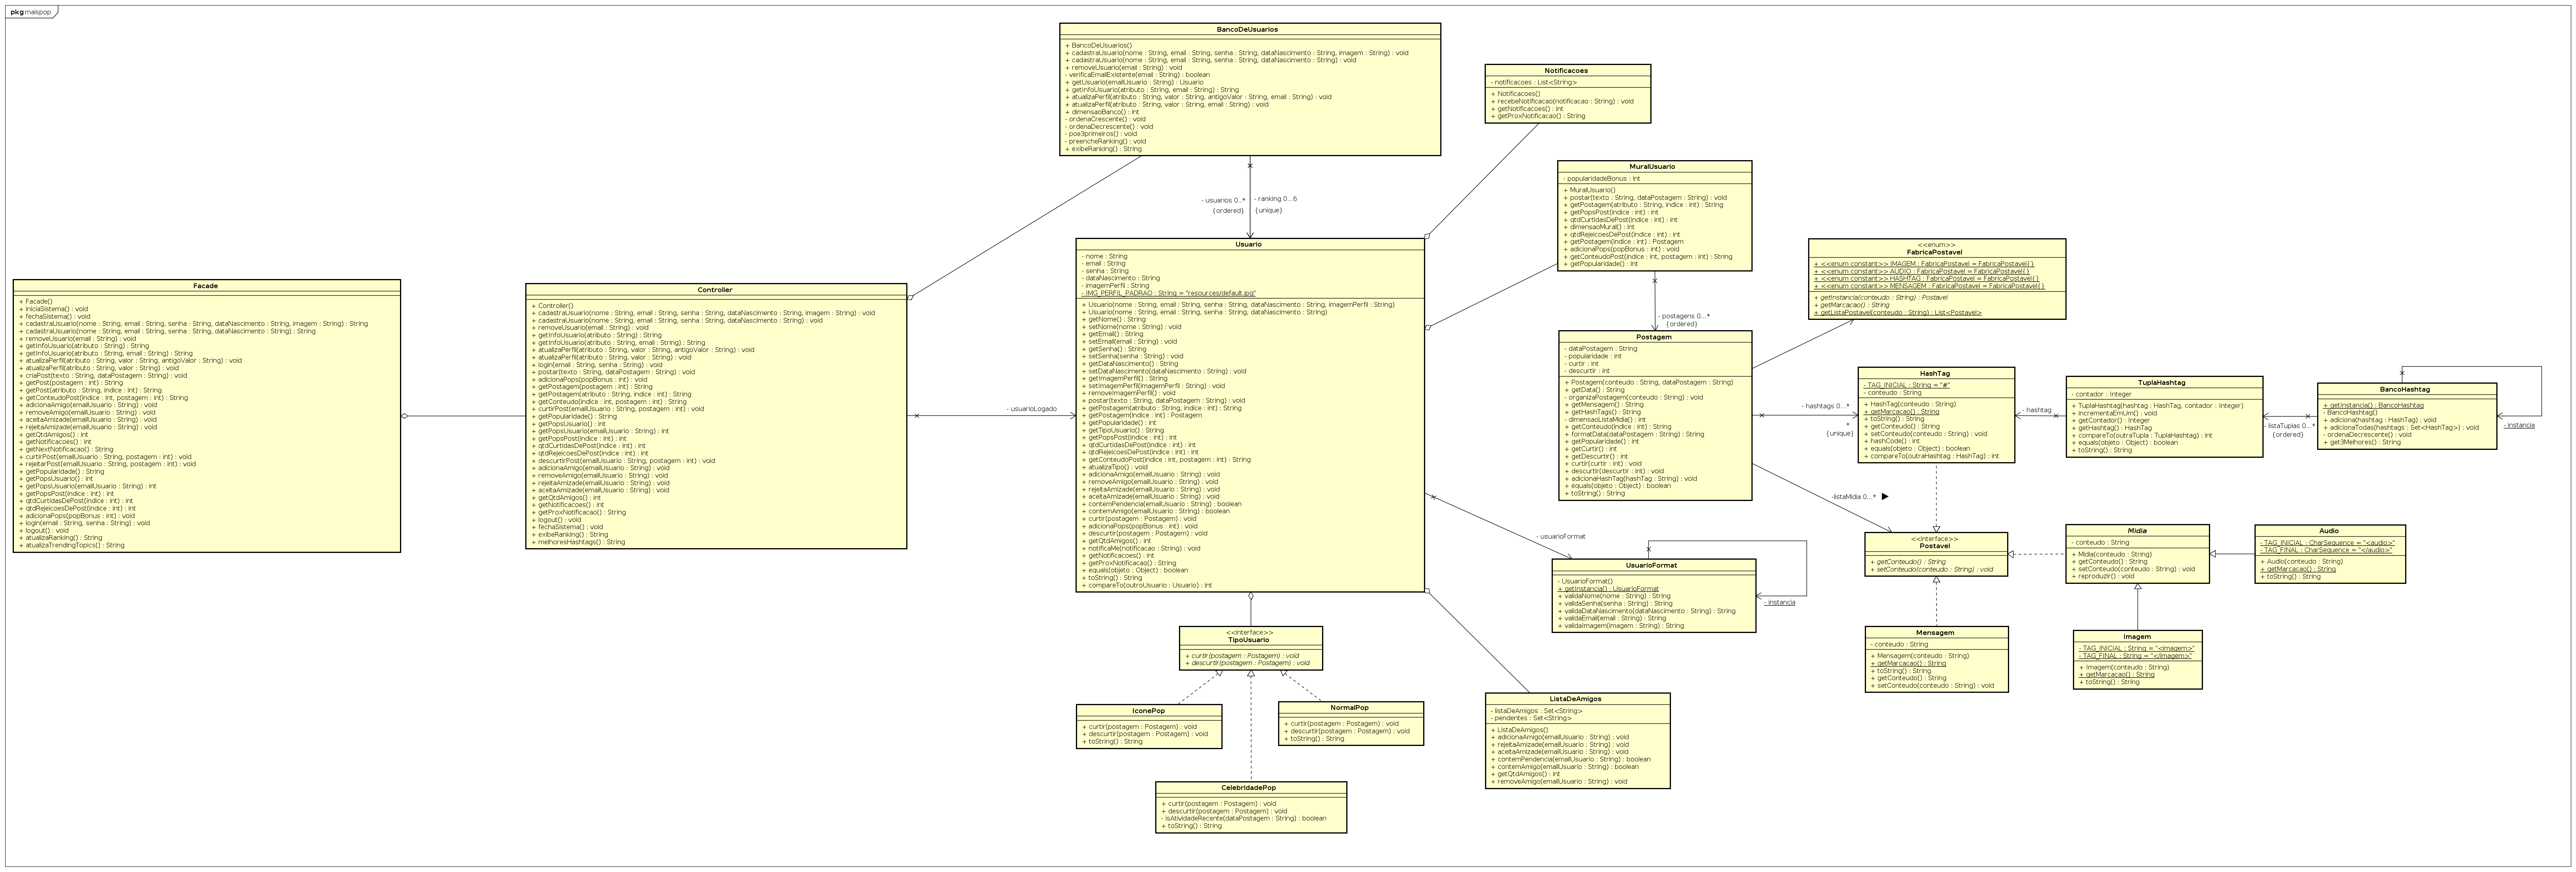 pkg maispop
BancoDeUsuarios
+ BancoDeUsuarios()
+ cadastraUsuario(nome : String, email : String, senha : String, dataNascimento : String, imagem : String) : void
+ cadastraUsuario(nome : String, email : String, senha : String, dataNascimento : String) : void
+ removeUsuario(email : String) : void
- verificaEmailExistente(email : String) : boolean
+ getUsuario(emailUsuario : String) : Usuario
+ getInfoUsuario(atributo : String, email : String) : String
+ atualizaPerfil(atributo : String, valor : String, antigoValor : String, email : String) : void
+ atualizaPerfil(atributo : String, valor : String, email : String) : void
+ dimensaoBanco() : int
- ordenaCrescente() : void
- ordenaDecrescente() : void
- poe3primeiros() : void
- preencheRanking() : void
+ exibeRanking() : String
- usuarios 0..*
{ordered}
- ranking 0...6
{unique}
Notificacoes
- notificacoes : List<String>
+ Notificacoes()
+ recebeNotificacao(notificacao : String) : void
+ getNotificacoes() : int
+ getProxNotificacao() : String
MuralUsuario
- popularidadeBonus : int
+ MuralUsuario()
+ postar(texto : String, dataPostagem : String) : void
+ getPostagem(atributo : String, indice : int) : String
+ getPopsPost(indice : int) : int
+ qtdCurtidasDePost(indice : int) : int
+ dimensaoMural() : int
+ qtdRejeicoesDePost(indice : int) : int
+ getPostagem(indice : int) : Postagem
+ adicionaPops(popBonus : int) : void
+ getConteudoPost(indice : int, postagem : int) : String
+ getPopularidade() : int
- postagens 0...*
{ordered}
Facade
+ Facade()
+ iniciaSistema() : void
+ fechaSistema() : void
+ cadastraUsuario(nome : String, email : String, senha : String, dataNascimento : String, imagem : String) : String
+ cadastraUsuario(nome : String, email : String, senha : String, dataNascimento : String) : String
+ removeUsuario(email : String) : void
+ getInfoUsuario(atributo : String) : String
+ getInfoUsuario(atributo : String, email : String) : String
+ atualizaPerfil(atributo : String, valor : String, antigoValor : String) : void
+ atualizaPerfil(atributo : String, valor : String) : void
+ criaPost(texto : String, dataPostagem : String) : void
+ getPost(postagem : int) : String
+ getPost(atributo : String, indice : int) : String
+ getConteudoPost(indice : int, postagem : int) : String
+ adicionaAmigo(emailUsuario : String) : void
+ removeAmigo(emailUsuario : String) : void
+ aceitaAmizade(emailUsuario : String) : void
+ rejeitaAmizade(emailUsuario : String) : void
+ getQtdAmigos() : int
+ getNotificacoes() : int
+ getNextNotificacao() : String
+ curtirPost(emailUsuario : String, postagem : int) : void
+ rejeitarPost(emailUsuario : String, postagem : int) : void
+ getPopularidade() : String
+ getPopsUsuario() : int
+ getPopsUsuario(emailUsuario : String) : int
+ getPopsPost(indice : int) : int
+ qtdCurtidasDePost(indice : int) : int
+ qtdRejeicoesDePost(indice : int) : int
+ adicionaPops(popBonus : int) : void
+ login(email : String, senha : String) : void
+ logout() : void
+ atualizaRanking() : String
+ atualizaTrendingTopics() : String
Controller
+ Controller()
+ cadastraUsuario(nome : String, email : String, senha : String, dataNascimento : String, imagem : String) : void
+ cadastraUsuario(nome : String, email : String, senha : String, dataNascimento : String) : void
+ removeUsuario(email : String) : void
+ getInfoUsuario(atributo : String) : String
+ getInfoUsuario(atributo : String, email : String) : String
+ atualizaPerfil(atributo : String, valor : String, antigoValor : String) : void
+ atualizaPerfil(atributo : String, valor : String) : void
+ login(email : String, senha : String) : void
+ postar(texto : String, dataPostagem : String) : void
+ adicionaPops(popBonus : int) : void
+ getPostagem(postagem : int) : String
+ getPostagem(atributo : String, indice : int) : String
+ getConteudo(indice : int, postagem : int) : String
+ curtirPost(emailUsuario : String, postagem : int) : void
+ getPopularidade() : String
+ getPopsUsuario() : int
+ getPopsUsuario(emailUsuario : String) : int
+ getPopsPost(indice : int) : int
+ qtdCurtidasDePost(indice : int) : int
+ qtdRejeicoesDePost(indice : int) : int
+ descurtirPost(emailUsuario : String, postagem : int) : void
+ adicionaAmigo(emailUsuario : String) : void
+ removeAmigo(emailUsuario : String) : void
+ rejeitaAmizade(emailUsuario : String) : void
+ aceitaAmizade(emailUsuario : String) : void
+ getQtdAmigos() : int
+ getNotificacoes() : int
+ getProxNotificacao() : String
+ logout() : void
+ fechaSistema() : void
+ exibeRanking() : String
+ melhoresHashtags() : String
- usuarioLogado
Usuario
- nome : String
- email : String
- senha : String
- dataNascimento : String
- imagemPerfil : String
- IMG_PERFIL_PADRAO : String = "resources/default.jpg"
+ Usuario(nome : String, email : String, senha : String, dataNascimento : String, imagemPerfil : String)
+ Usuario(nome : String, email : String, senha : String, dataNascimento : String)
+ getNome() : String
+ setNome(nome : String) : void
+ getEmail() : String
+ setEmail(email : String) : void
+ getSenha() : String
+ setSenha(senha : String) : void
+ getDataNascimento() : String
+ setDataNascimento(dataNascimento : String) : void
+ getImagemPerfil() : String
+ setImagemPerfil(imagemPerfil : String) : void
+ removeImagemPerfil() : void
+ postar(texto : String, dataPostagem : String) : void
+ getPostagem(atributo : String, indice : int) : String
+ getPostagem(indice : int) : Postagem
+ getPopularidade() : int
+ getTipoUsuario() : String
+ getPopsPost(indice : int) : int
+ qtdCurtidasDePost(indice : int) : int
+ qtdRejeicoesDePost(indice : int) : int
+ getConteudoPost(indice : int, postagem : int) : String
+ atualizaTipo() : void
+ adicionaAmigo(emailUsuario : String) : void
+ removeAmigo(emailUsuario : String) : void
+ rejeitaAmizade(emailUsuario : String) : void
+ aceitaAmizade(emailUsuario : String) : void
+ contemPendencia(emailUsuario : String) : boolean
+ contemAmigo(emailUsuario : String) : boolean
+ curtir(postagem : Postagem) : void
+ adicionaPops(popBonus : int) : void
+ descurtir(postagem : Postagem) : void
+ getQtdAmigos() : int
+ notificaMe(notificacao : String) : void
+ getNotificacoes() : int
+ getProxNotificacao() : String
+ equals(objeto : Object) : boolean
+ toString() : String
+ compareTo(outroUsuario : Usuario) : int
<<enum>>
FabricaPostavel
+ <<enum constant>> IMAGEM : FabricaPostavel = FabricaPostavel{}
+ <<enum constant>> AUDIO : FabricaPostavel = FabricaPostavel{}
+ <<enum constant>> HASHTAG : FabricaPostavel = FabricaPostavel{}
+ <<enum constant>> MENSAGEM : FabricaPostavel = FabricaPostavel{}
+ getInstancia(conteudo : String) : Postavel
+ getMarcacao() : String
+ getListaPostavel(conteudo : String) : List<Postavel>
Postagem
- dataPostagem : String
- popularidade : int
- curtir : int
- descurtir : int
+ Postagem(conteudo : String, dataPostagem : String)
+ getData() : String
- organizaPostagem(conteudo : String) : void
+ getMensagem() : String
+ getHashTags() : String
- dimensaoListaMidia() : int
+ getConteudo(indice : int) : String
+ formatData(dataPostagem : String) : String
+ getPopularidade() : int
+ getCurtir() : int
+ getDescurtir() : int
+ curtir(curtir : int) : void
+ descurtir(descurtir : int) : void
+ adicionaHashTag(hashTag : String) : void
+ equals(objeto : Object) : boolean
+ toString() : String
- hashtags 0...*
*
{unique}
-listaMidia 0...*
HashTag
- TAG_INICIAL : String = "#"
- conteudo : String
+ HashTag(conteudo : String)
+ getMarcacao() : String
+ toString() : String
+ getConteudo() : String
+ setConteudo(conteudo : String) : void
+ hashCode() : int
+ equals(objeto : Object) : boolean
+ compareTo(outraHashtag : HashTag) : int
- hashtag
TuplaHashtag
- contador : Integer
+ TuplaHashtag(hashtag : HashTag, contador : Integer)
+ incrementaEmUm() : void
+ getContador() : Integer
+ getHashtag() : HashTag
+ compareTo(outraTupla : TuplaHashtag) : int
+ equals(objeto : Object) : boolean
+ toString() : String
- listaTuplas 0...*
{ordered}
BancoHashtag
+ getInstancia() : BancoHashtag
- BancoHashtag()
+ adiciona(hashtag : HashTag) : void
+ adicionaTodas(hashtags : Set<HashTag>) : void
- ordenaDecrescente() : void
+ get3Melhores() : String
- instancia
- usuarioFormat
UsuarioFormat
- UsuarioFormat()
+ getInstancia() : UsuarioFormat
+ validaNome(nome : String) : String
+ validaSenha(senha : String) : String
+ validaDataNascimento(dataNascimento : String) : String
+ validaEmail(email : String) : String
+ validaImagem(imagem : String) : String
- instancia
<<interface>>
Postavel
+ getConteudo() : String
+ setConteudo(conteudo : String) : void
Midia
- conteudo : String
+ Midia(conteudo : String)
+ getConteudo() : String
+ setConteudo(conteudo : String) : void
+ reproduzir() : void
Audio
- TAG_INICIAL : CharSequence = "<audio>"
- TAG_FINAL : CharSequence = "</audio>"
+ Audio(conteudo : String)
+ getMarcacao() : String
+ toString() : String
Mensagem
- conteudo : String
+ Mensagem(conteudo : String)
+ getMarcacao() : String
+ toString() : String
+ getConteudo() : String
+ setConteudo(conteudo : String) : void
Imagem
- TAG_INICIAL : String = "<imagem>"
- TAG_FINAL : String = "</imagem>"
+ Imagem(conteudo : String)
+ getMarcacao() : String
+ toString() : String
<<interface>>
TipoUsuario
+ curtir(postagem : Postagem) : void
+ descurtir(postagem : Postagem) : void
IconePop
+ curtir(postagem : Postagem) : void
+ descurtir(postagem : Postagem) : void
+ toString() : String
NormalPop
+ curtir(postagem : Postagem) : void
+ descurtir(postagem : Postagem) : void
+ toString() : String
CelebridadePop
+ curtir(postagem : Postagem) : void
+ descurtir(postagem : Postagem) : void
- isAtividadeRecente(dataPostagem : String) : boolean
+ toString() : String
ListaDeAmigos
- listaDeAmigos : Set<String>
- pendentes : Set<String>
+ ListaDeAmigos()
+ adicionaAmigo(emailUsuario : String) : void
+ rejeitaAmizade(emailUsuario : String) : void
+ aceitaAmizade(emailUsuario : String) : void
+ contemPendencia(emailUsuario : String) : boolean
+ contemAmigo(emailUsuario : String) : boolean
+ getQtdAmigos() : int
+ removeAmigo(emailUsuario : String) : void